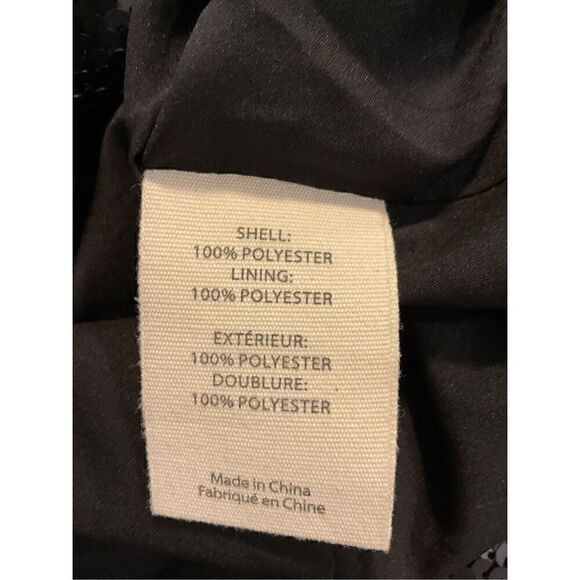 SHELL:
100% POLYESTER
LINING:
100% POLYESTER
EXTÉRIEUR:
100% POLYESTER
DOUBLURE:
100% POLYESTER
Made in China
Fabriqué en Chine